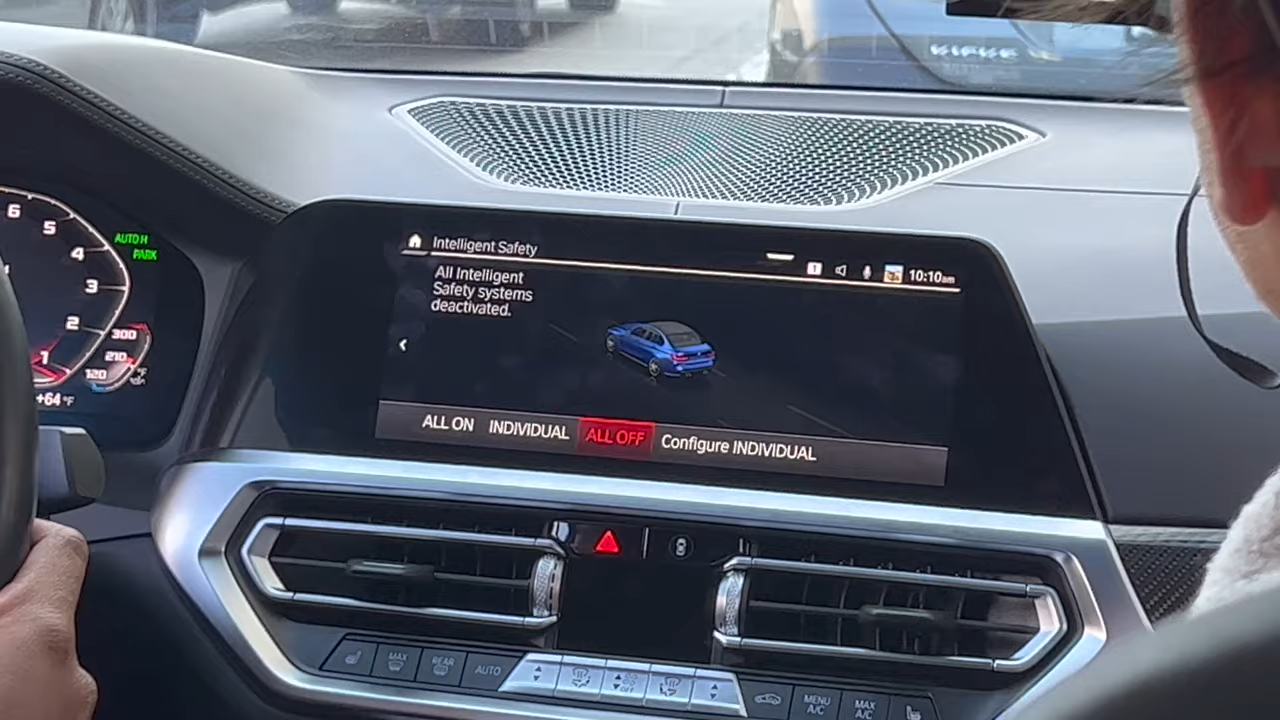 6
5
4
3
2
1
AUTO H
PARK
300
210
120
°F
+64 °F
Intelligent Safety
10:10am
All Intelligent
Safety systems
deactivated.
ALL ON INDIVIDUAL ALL OFF Configure INDIVIDUAL
MAX
REAR
AUTO
OFF
MENU
A/C
MAX
A/C